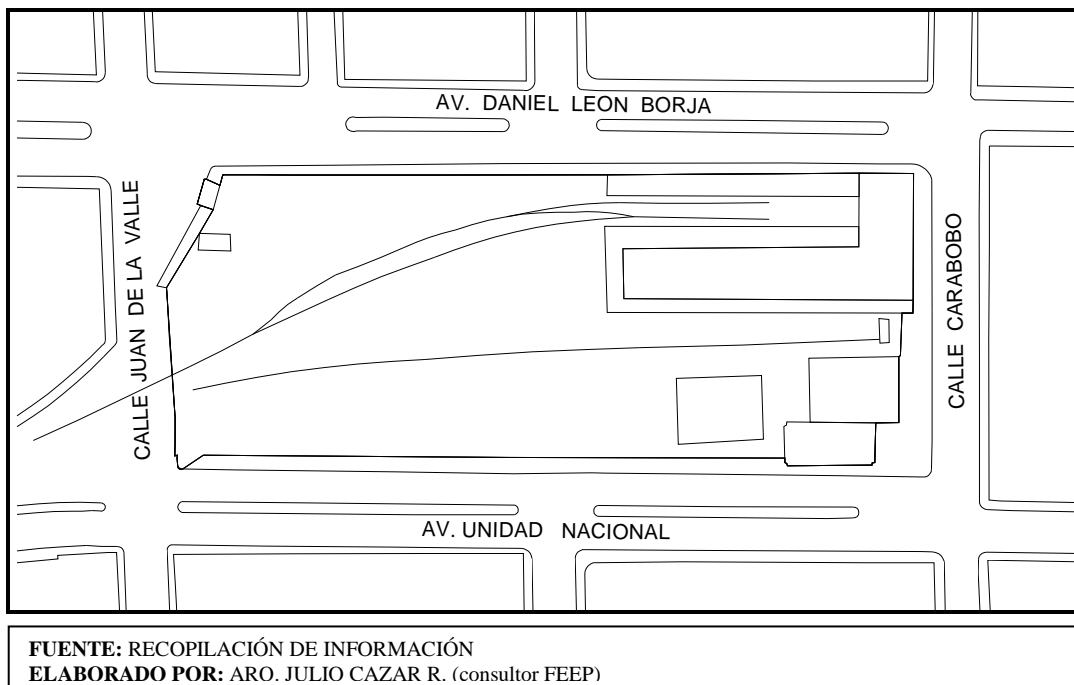 AV. DANIEL LEON BORJA
CALLE JUAN DE LA VALLE
CALLE CARABOBO
AV. UNIDAD NACIONAL
FUENTE: RECOPILACIÓN DE INFORMACIÓN
ELABORADO POR: ARO. JULIO CAZAR R. (consultor FEEP)